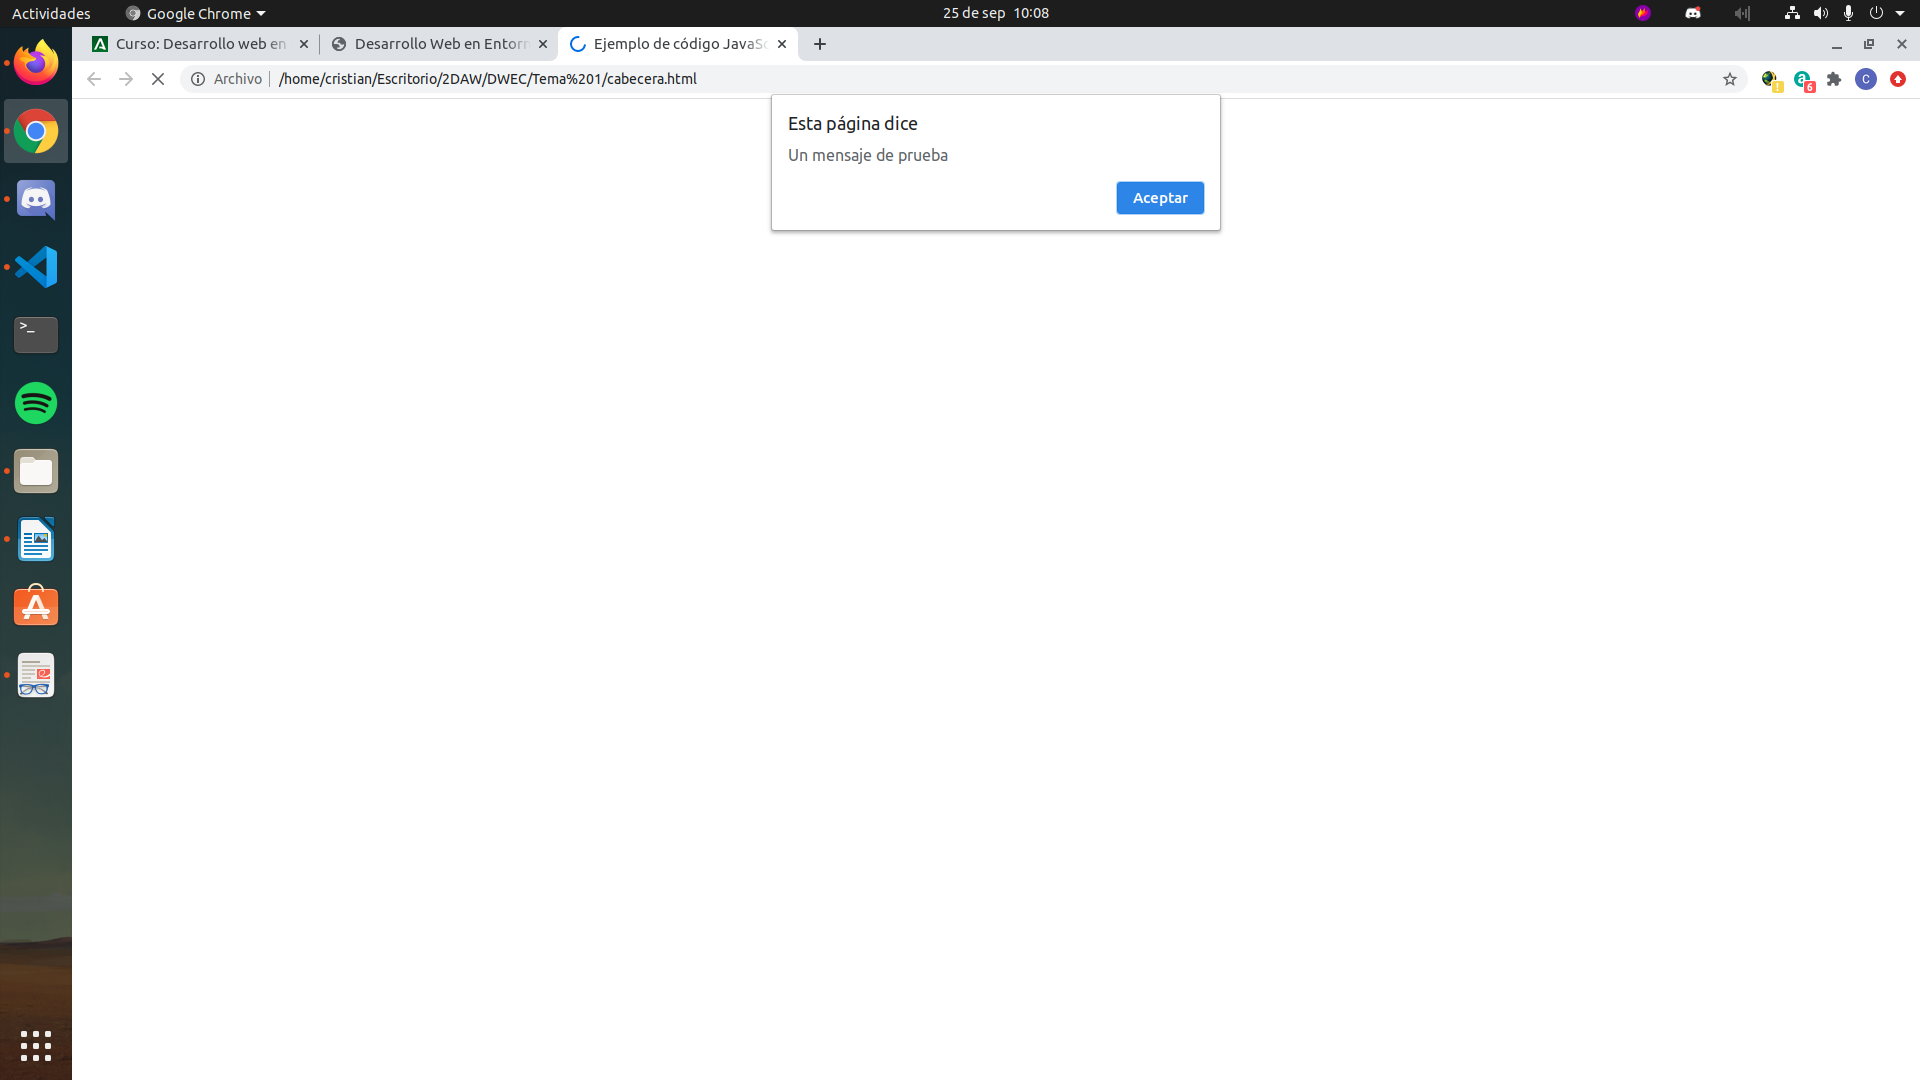 Actividades Google Chrome 25 de sep 10:08
Curso: Desarrollo web en Desarrollo Web en Entorn Ejemplo de código JavaSc
Archivo /home/cristian/Escritorio/2DAW/DWEC/Tema%201/cabecera.html 6 C
Esta página dice
Un mensaje de prueba
Aceptar